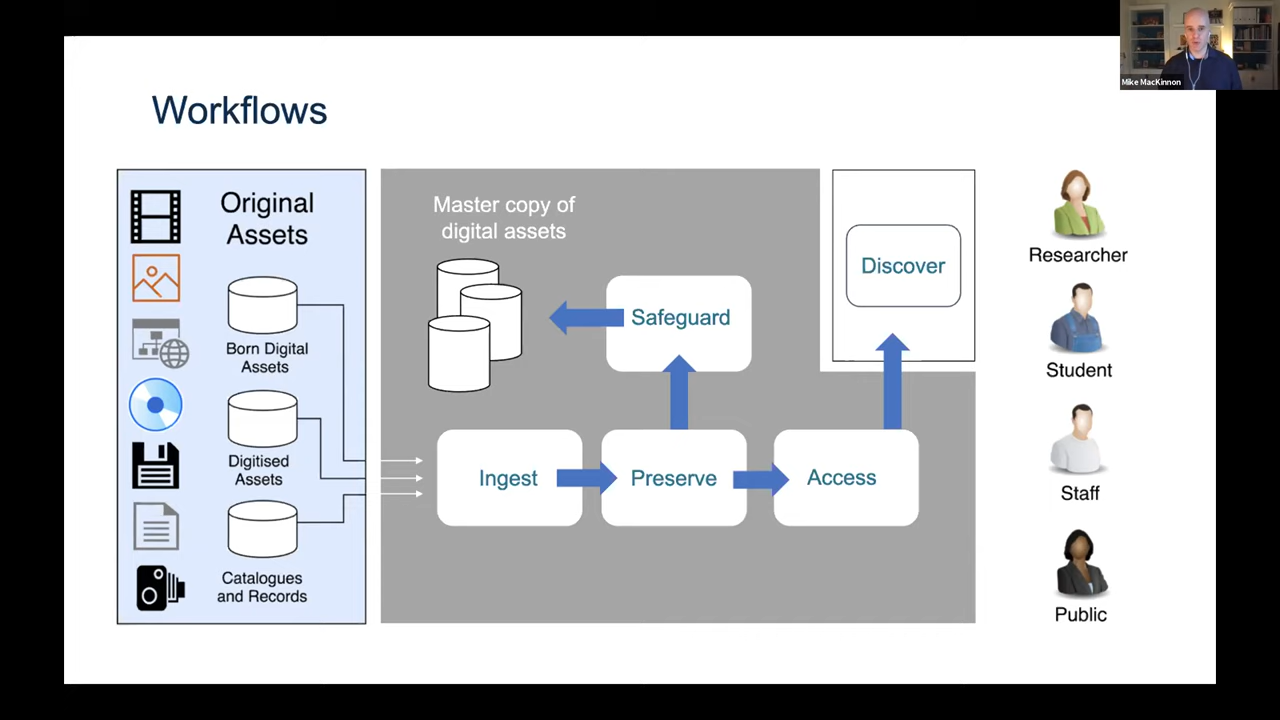 Mike MacKinnon
Workflows
Original
Assets
Born Digital
Assets
Digitised
Assets
Catalogues
and Records
Master copy of
digital assets
Safeguard
Ingest
Preserve
Access
Discover
Researcher
Student
Staff
Public